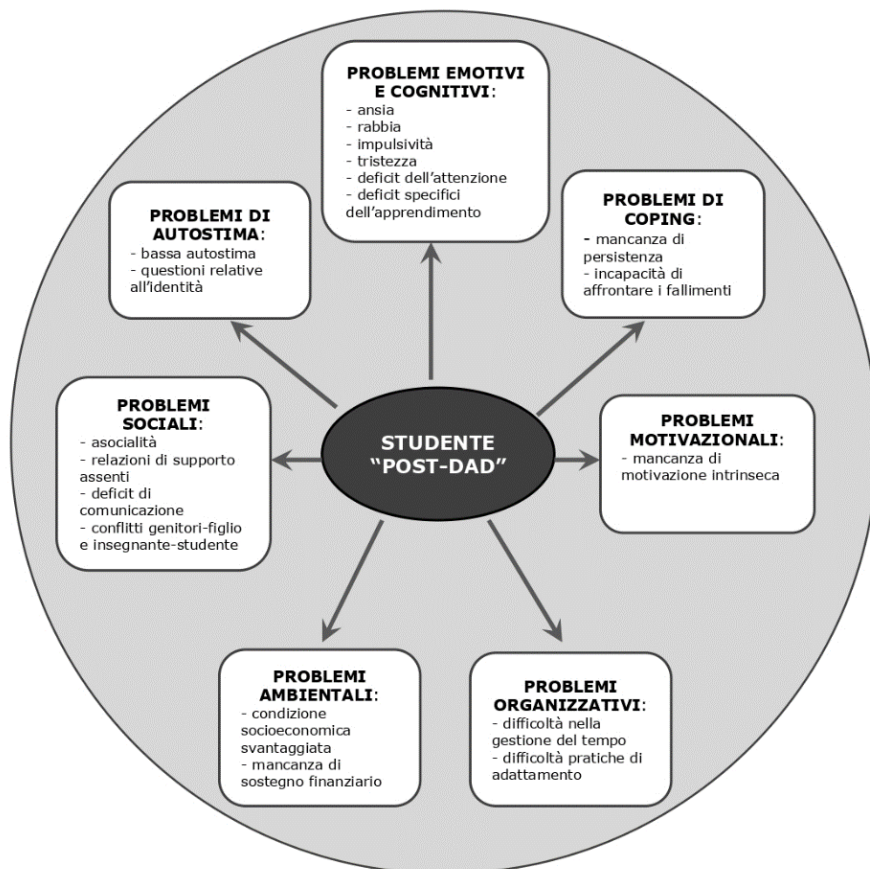 PROBLEMI EMOTIVI
E COGNITIVI:
- ansia
- rabbia
- impulsività
- tristezza
- deficit dell'attenzione
- deficit specifici
dell'apprendimento
PROBLEMI DI
AUTOSTIMA:
- bassa autostima
- questioni relative
all'identità
PROBLEMI DI
COPING:
- mancanza di
persistenza
- incapacità di
affrontare i fallimenti
PROBLEMI
SOCIALI:
- asocialità
- relazioni di supporto
assenti
- deficit di
comunicazione
- conflitti genitori-figlio
e insegnante-studente
STUDENTE
"POST-DAD"
PROBLEMI
MOTIVAZIONALI:
- mancanza di
motivazione intrinseca
PROBLEMI
AMBIENTALI:
- condizione
socioeconomica
svantaggiata
- mancanza di
sostegno finanziario
PROBLEMI
ORGANIZZATIVI:
- difficoltà nella
gestione del tempo
- difficoltà pratiche di
adattamento